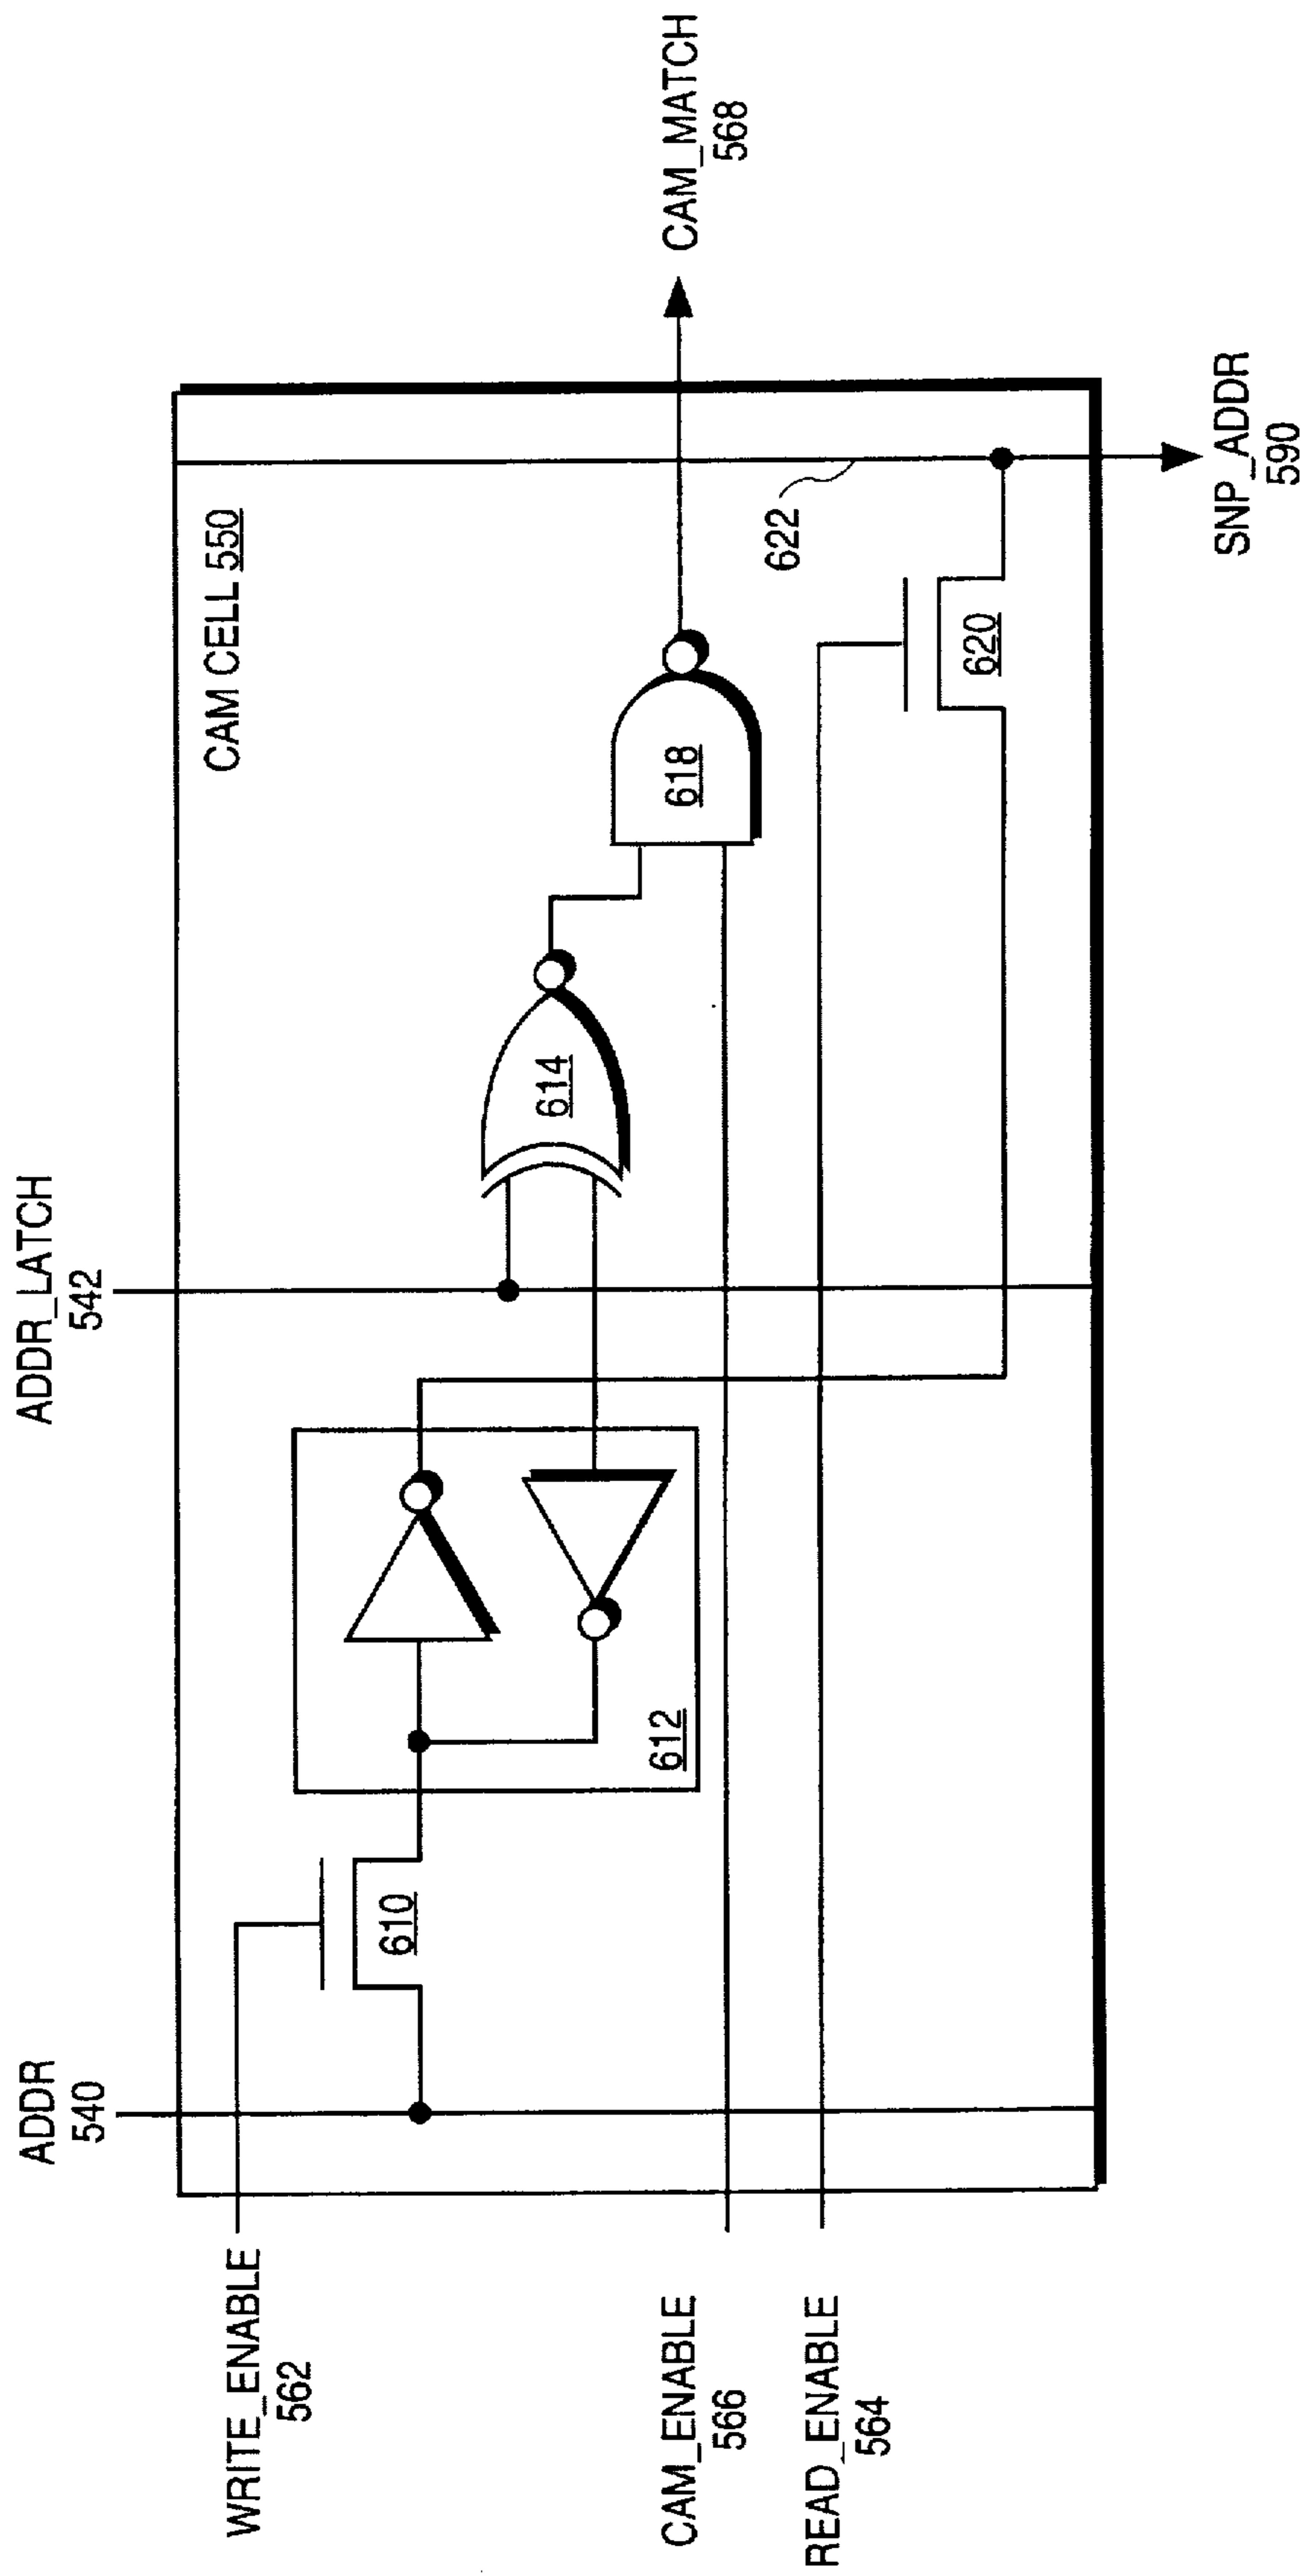 ADDR
540
ADDR_LATCH
542
WRITE_ENABLE
562
CAM CELL 550
610
612
614
618
CAM_MATCH
568
CAM_ENABLE
566
622
READ_ENABLE
564
620
SNP_ADDR
590